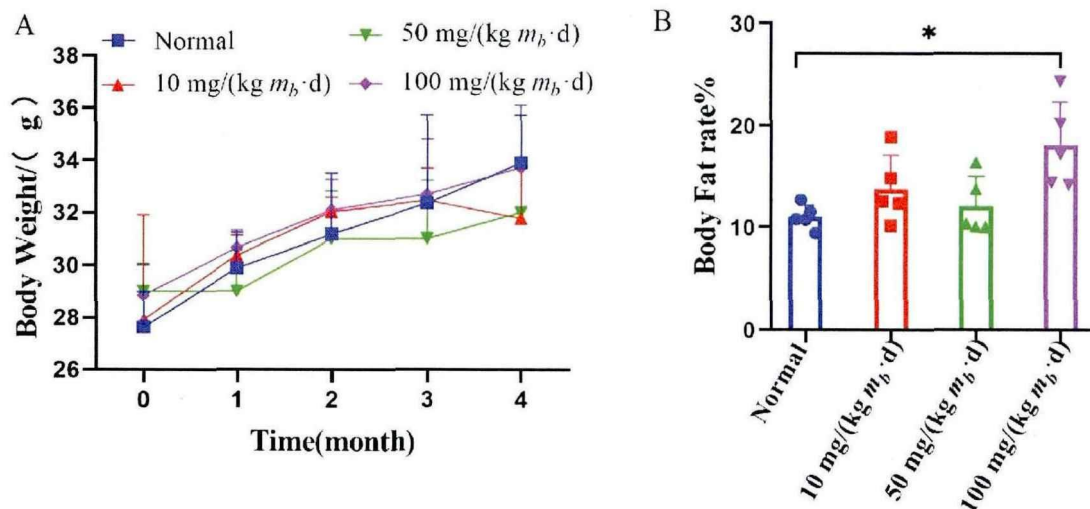 A
Normal
50 mg/(kg m_b·d)
10 mg/(kg m_b·d)
100 mg/(kg m_b·d)
Body Weight/( g)
38
36
34
32
30
28
26
0 1 2 3 4
Time(month)
B
*
Body Fat rate%
30
20
10
0
Normal
10 mg/(kg m_b·d)
50 mg/(kg m_b·d)
100 mg/(kg m_b·d)